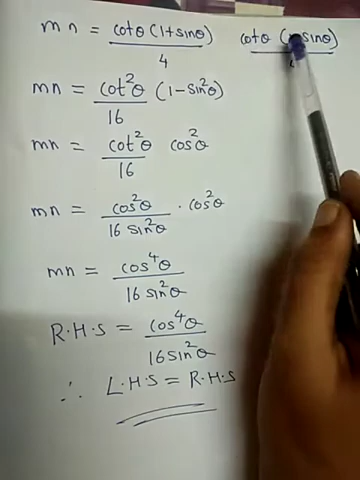 mn = cotθ (1+sinθ) / 4 cotθ ( sinθ)
mn = cot²θ / 16 (1-sin²θ)
mn = cot²θ / 16 cos²θ
mn = cos²θ / 16 sin²θ . cos²θ
mn = cos⁴θ / 16 sin²θ
R.H.S = cos⁴θ / 16 sin²θ
∴ L.H.S = R.H.S